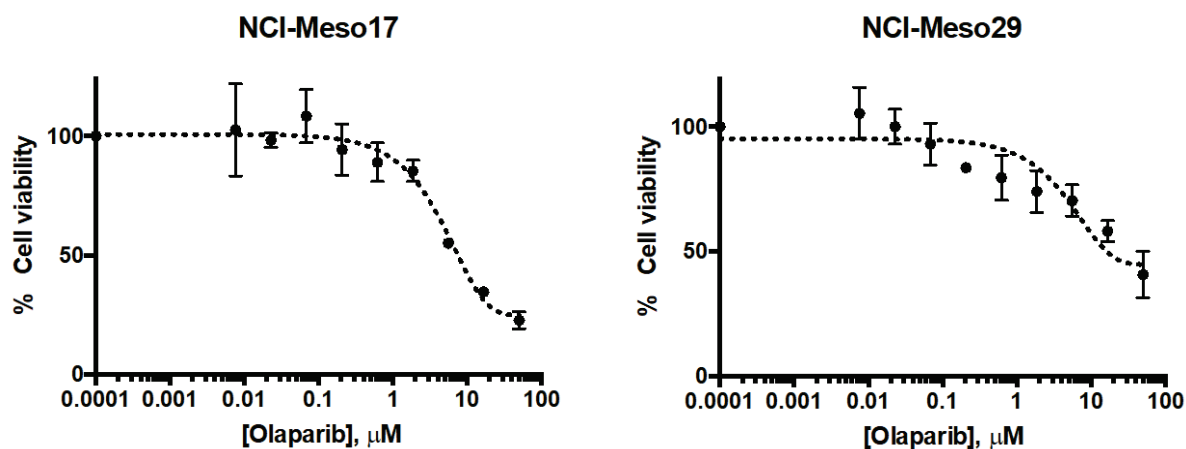 NCI-Meso17
% Cell viability
100
50
0
0.0001 0.001 0.01 0.1 1 10 100
[Olaparib], μM
NCI-Meso29
% Cell viability
100
50
0
0.0001 0.001 0.01 0.1 1 10 100
[Olaparib], μM